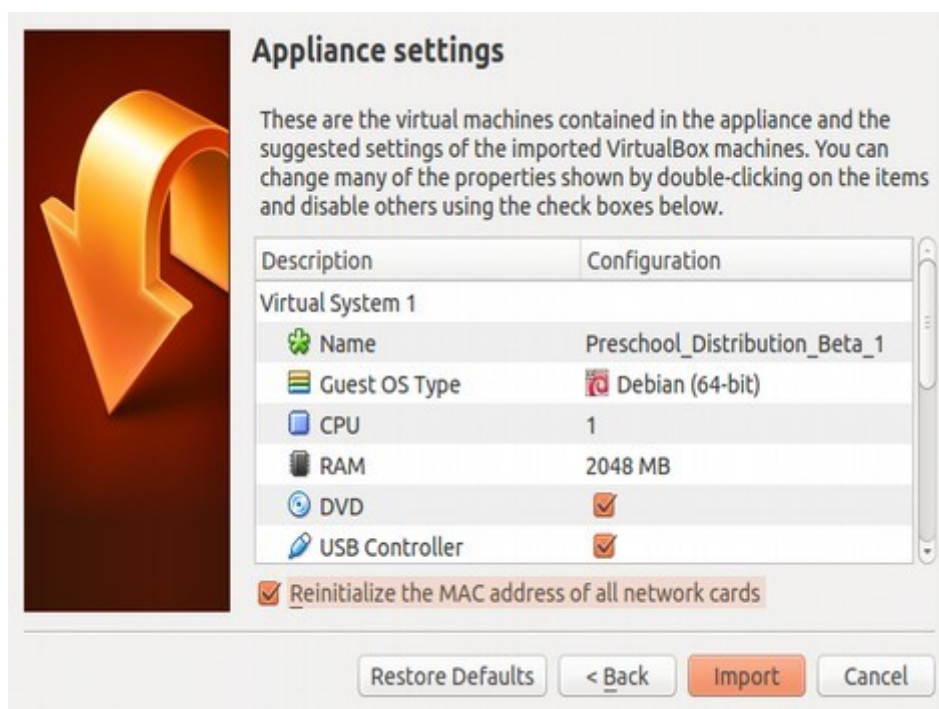 Appliance settings
These are the virtual machines contained in the appliance and the
suggested settings of the imported VirtualBox machines. You can
change many of the properties shown by double-clicking on the items
and disable others using the check boxes below.
Description Configuration
Virtual System 1
Name Preschool_Distribution_Beta_1
Guest OS Type Debian (64-bit)
CPU 1
RAM 2048 MB
DVD
USB Controller
Reinitialize the MAC address of all network cards
Restore Defaults < Back Import Cancel